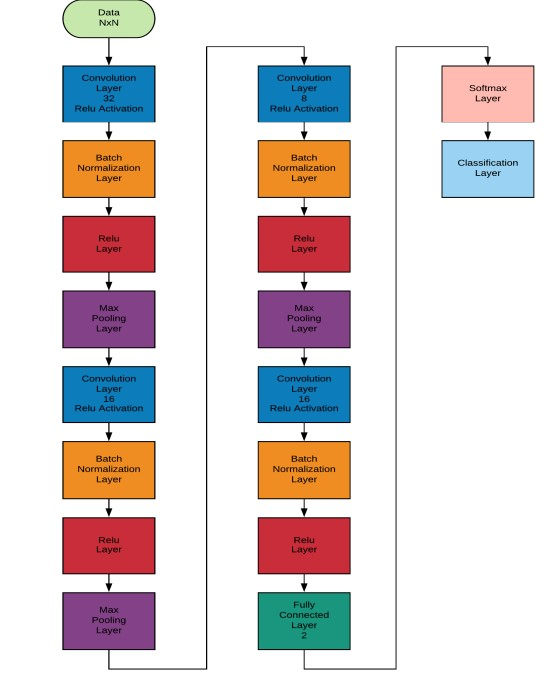 Data
NxN
Convolution
Layer
32
Relu Activation
Batch
Normalization
Layer
Relu
Layer
Max
Pooling
Layer
Convolution
Layer
16
Relu Activation
Batch
Normalization
Layer
Relu
Layer
Max
Pooling
Layer
Convolution
Layer
8
Relu Activation
Batch
Normalization
Layer
Relu
Layer
Max
Pooling
Layer
Convolution
Layer
16
Relu Activation
Batch
Normalization
Layer
Relu
Layer
Fully
Connected
Layer
2
Softmax
Layer
Classification
Layer